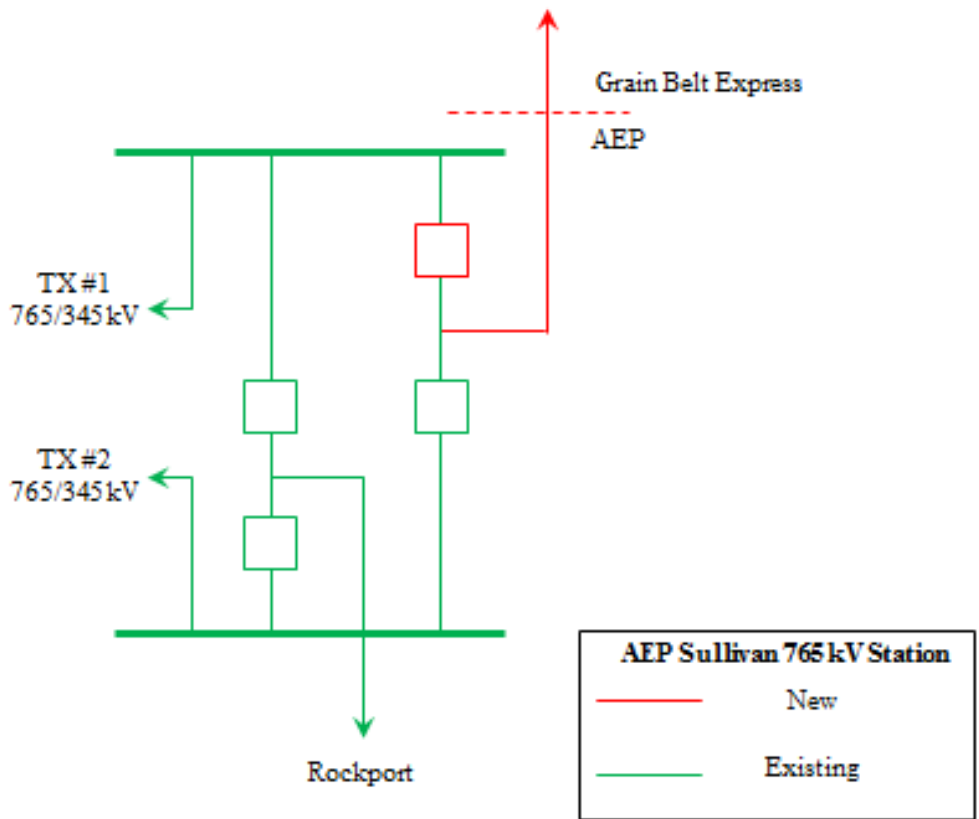 Grain Belt Express
AEP
TX #1
765/345 kV
TX #2
765/345 kV
Rockport
AEP Sullivan 765 kV Station
New
Existing